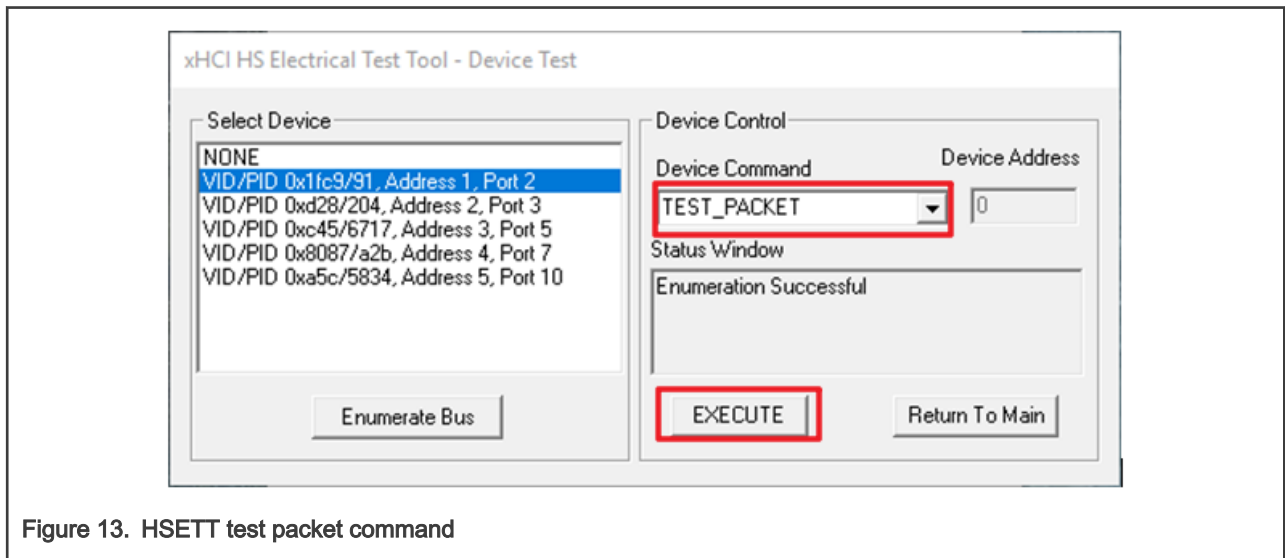 xHCI HS Electrical Test Tool - Device Test
Select Device
NONE
VID/PID 0x1fc9/91, Address 1, Port 2
VID/PID 0xd28/204, Address 2, Port 3
VID/PID 0xc45/6717, Address 3, Port 5
VID/PID 0x8087/a2b, Address 4, Port 7
VID/PID 0xa5c/5834, Address 5, Port 10
Enumerate Bus
Device Control
Device Command
Device Address
TEST_PACKET
0
Status Window
Enumeration Successful
EXECUTE
Return To Main
Figure 13. HSETT test packet command